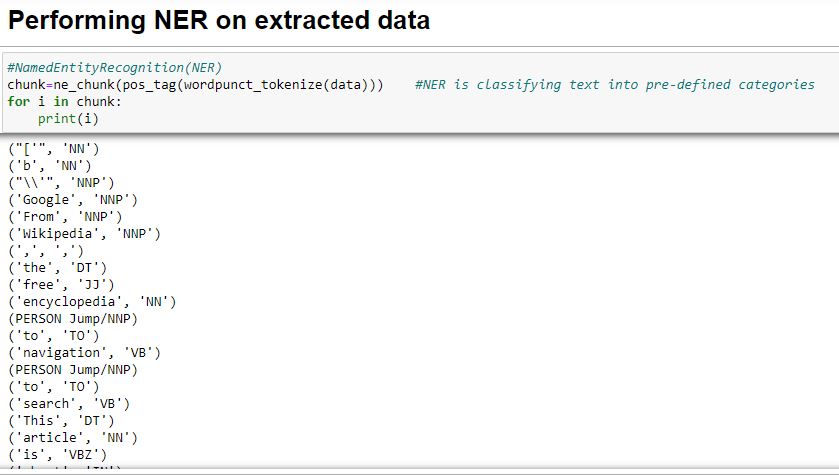 Performing NER on extracted data
#NamedEntityRecognition(NER)
chunk=ne_chunk(pos_tag(wordpunct_tokenize(data)))    #NER is classifying text into pre-defined categories
for i in chunk:
    print(i)
("['", 'NN')
('b', 'NN')
("\\'", 'NNP')
('Google', 'NNP')
('From', 'NNP')
('Wikipedia', 'NNP')
(',', ',')
('the', 'DT')
('free', 'JJ')
('encyclopedia', 'NN')
(PERSON Jump/NNP)
('to', 'TO')
('navigation', 'VB')
(PERSON Jump/NNP)
('to', 'TO')
('search', 'VB')
('This', 'DT')
('article', 'NN')
('is', 'VBZ')